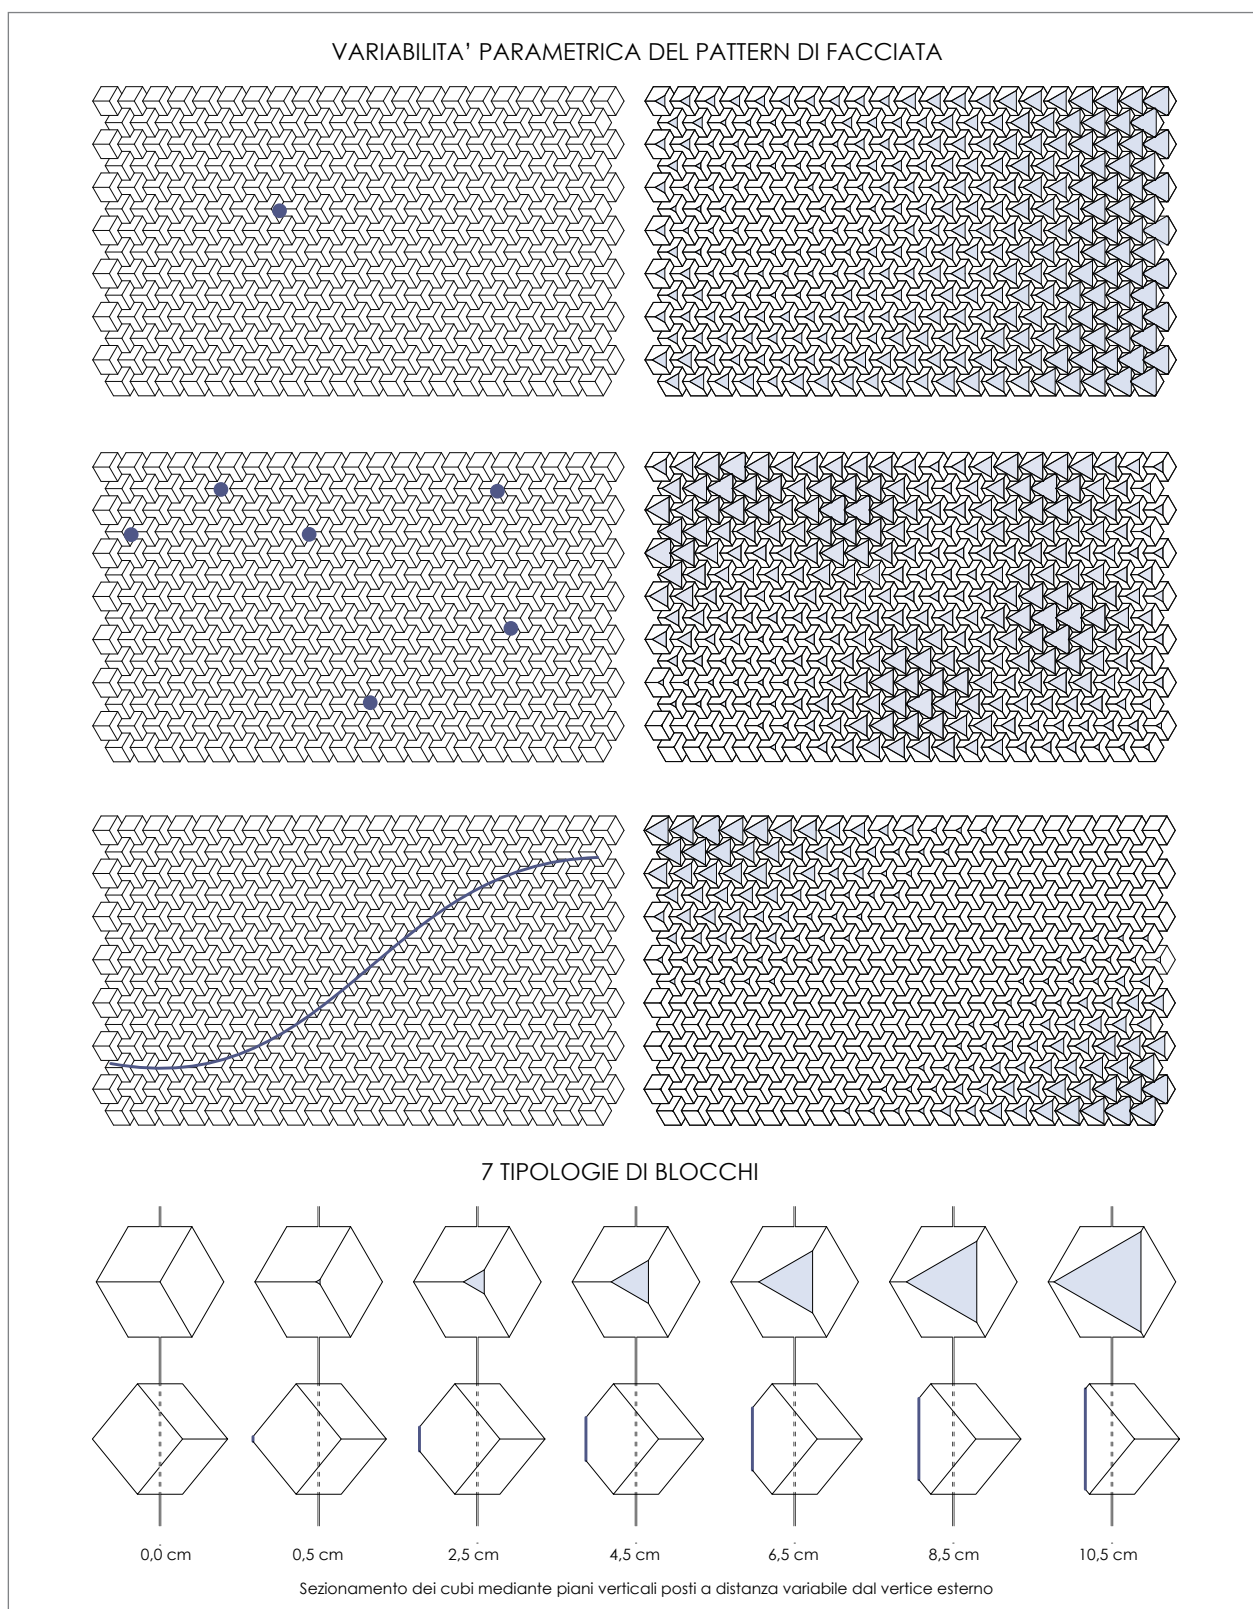 VARIABILITA’ PARAMETRICA DEL PATTERN DI FACCIATA
7 TIPOLOGIE DI BLOCCHI
0,0 cm 0,5 cm 2,5 cm 4,5 cm 6,5 cm 8,5 cm 10,5 cm
Sezionamento dei cubi mediante piani verticali posti a distanza variabile dal vertice esterno